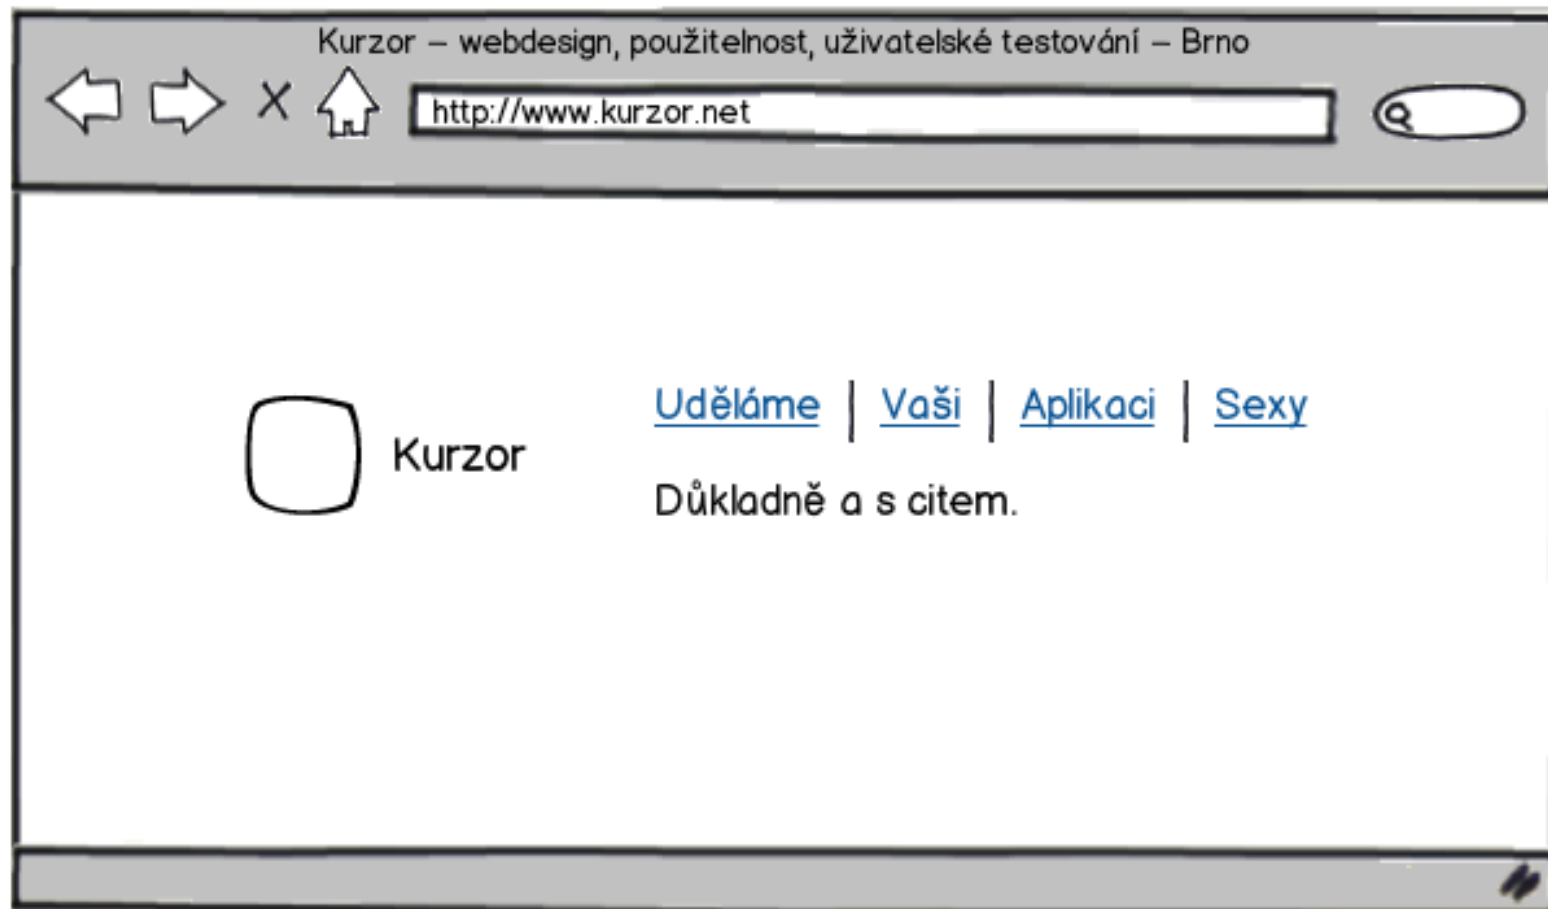 Kurzor – webdesign, použitelnost, uživatelské testování – Brno
http://www.kurzor.net
Uděláme | Vaši | Aplikaci | Sexy
Kurzor
Důkladně a s citem.